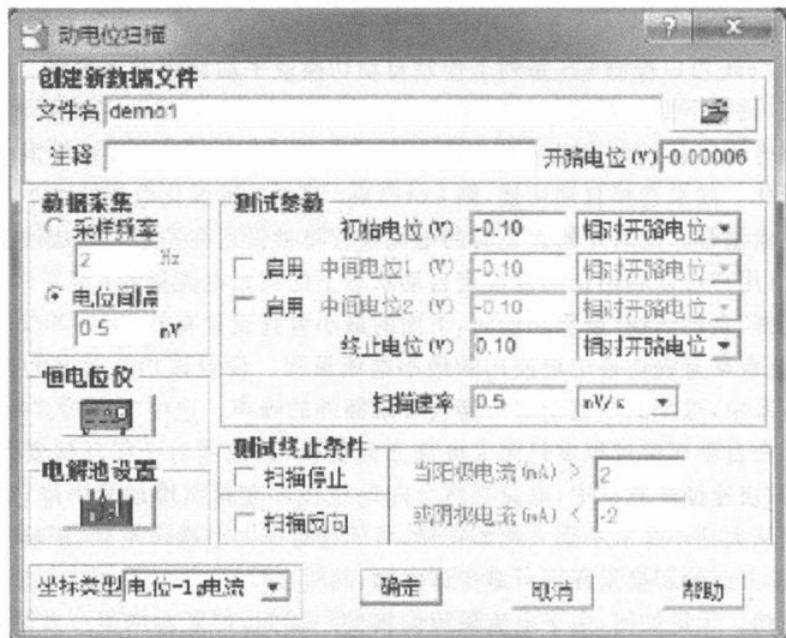 动电位扫描
创建新数据文件
文件名 demo1
注释 开路电位(V) -0.00006
数据采集
采样频率
2 Hz
电位间隔
0.5 mV
恒电位仪
电解池设置
测试参数
初始电位(V) -0.10 相对开路电位
启用 中间电位1 (V) -0.10 相对开路电位
启用 中间电位2 (V) -0.10 相对开路电位
终止电位(V) 0.10 相对开路电位
扫描速率 0.5 mV/s
测试终止条件
扫描停止 当阳极电流(mA) > 2
扫描反向 或阴极电流(mA) < -2
坐标类型 电位-lg电流 确定 取消 帮助